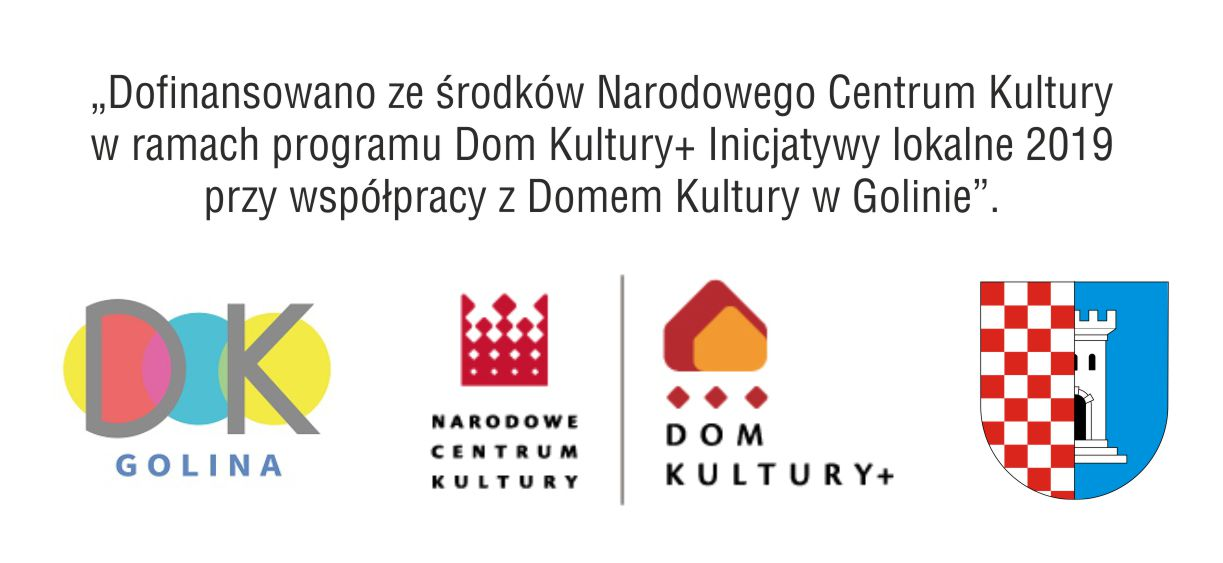 „Dofinansowano ze środków Narodowego Centrum Kultury
w ramach programu Dom Kultury+ Inicjatywy lokalne 2019
przy współpracy z Domem Kultury w Golinie”.
DK
GOLINA
NARODOWE
CENTRUM
KULTURY
DOM
KULTURY+